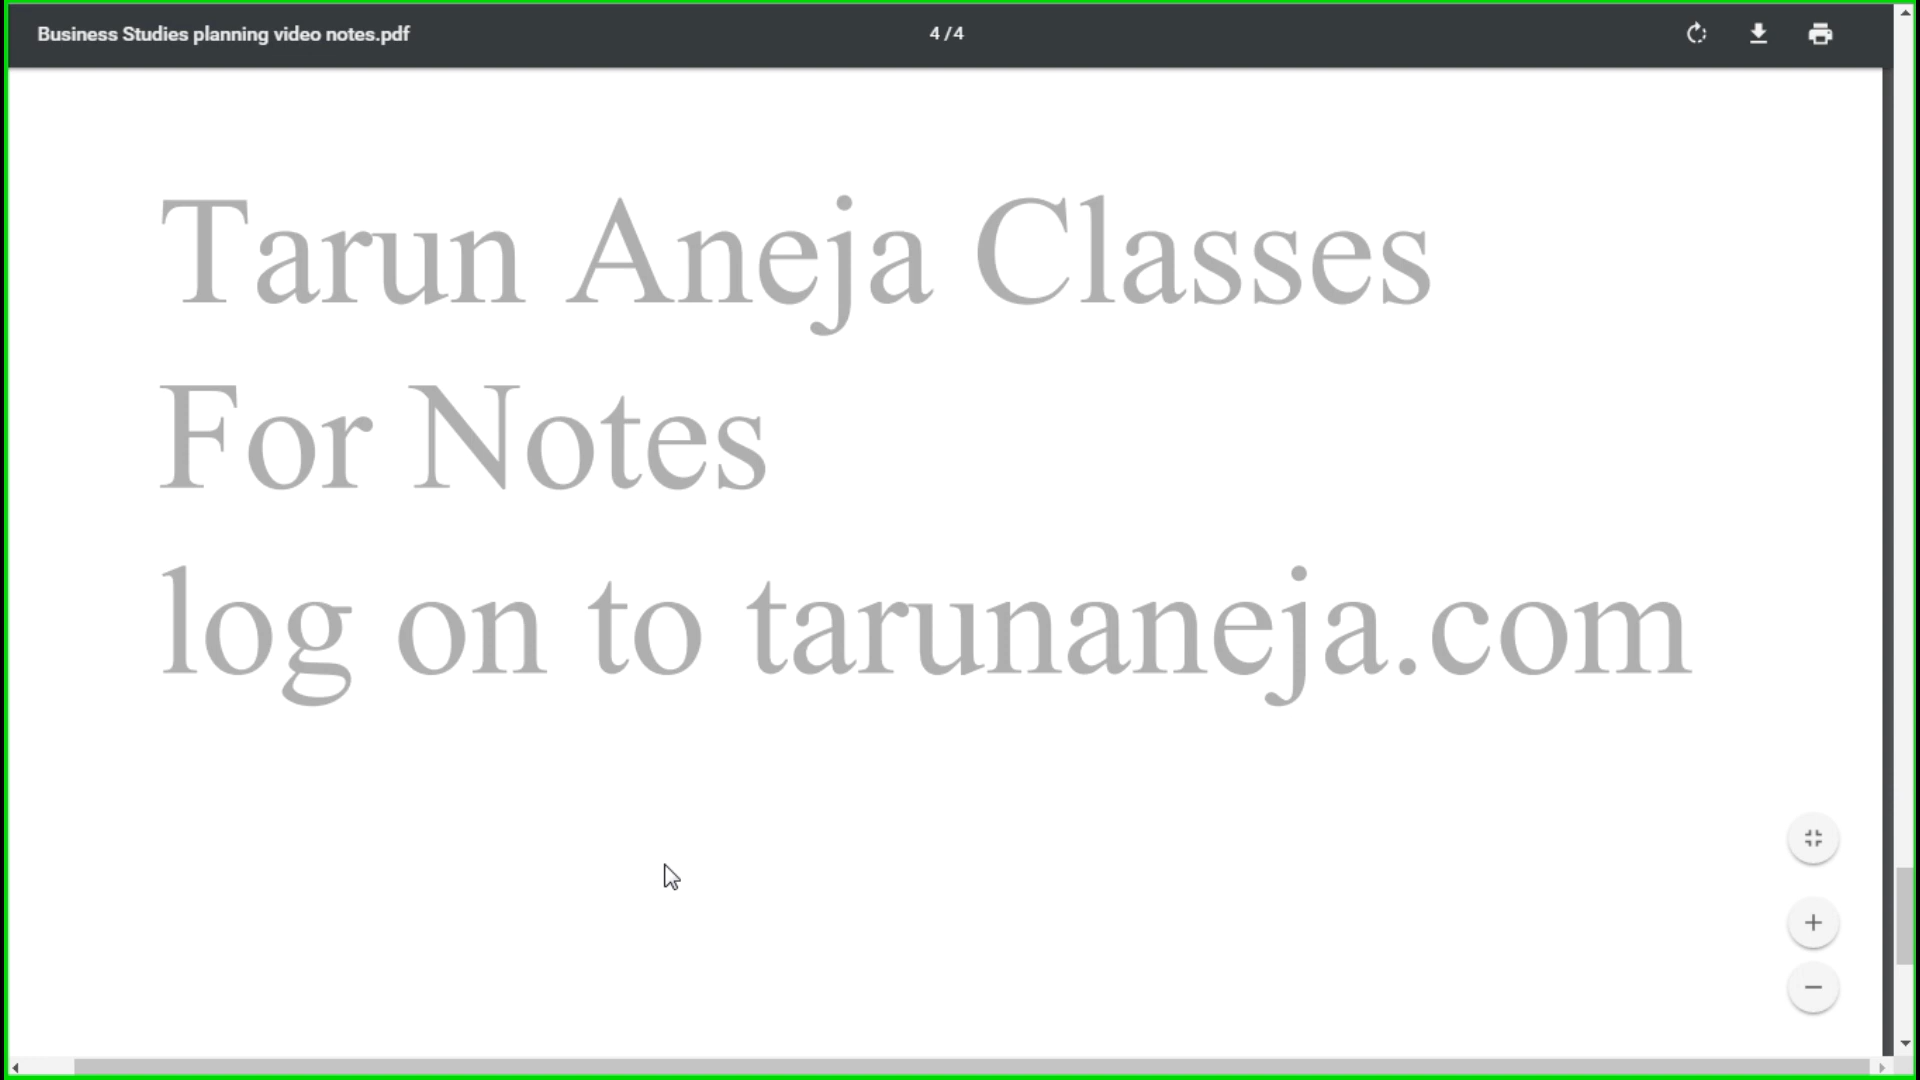 Business Studies planning video notes.pdf
4 / 4
Tarun Aneja Classes
For Notes
log on to tarunaneja.com